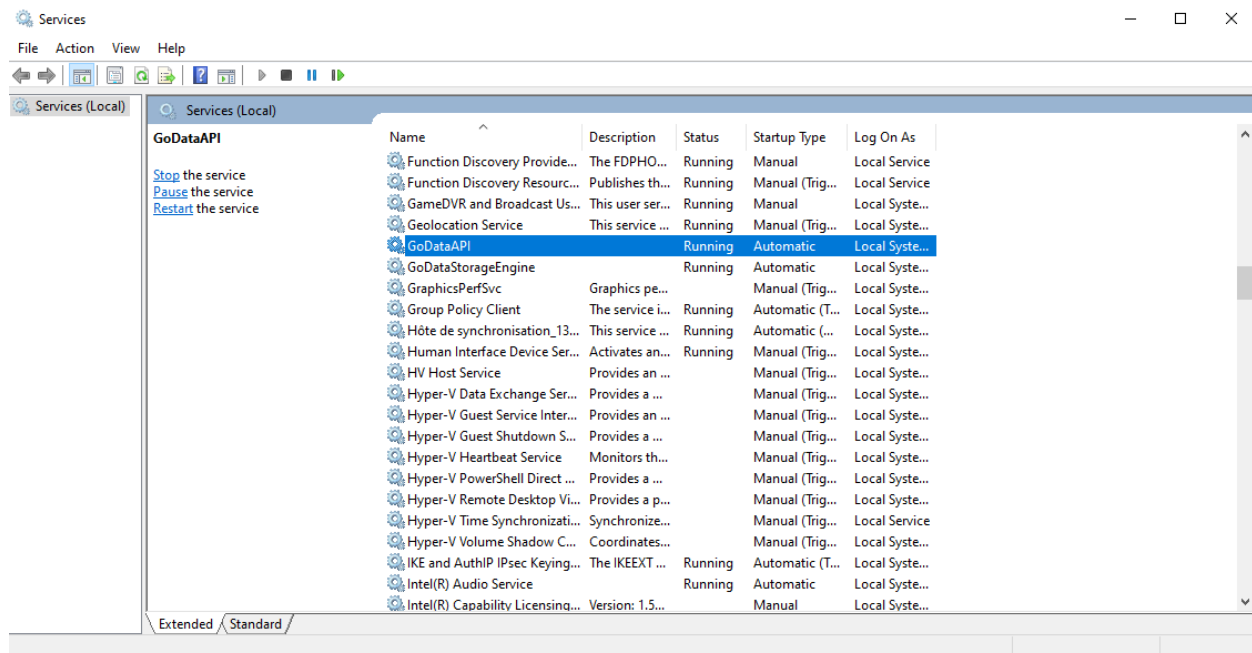 Services
File Action View Help
Services (Local)
Services (Local)
GoDataAPI
Stop the service
Pause the service
Restart the service
Name Description Status Startup Type Log On As
Function Discovery Provide... The FDPHO... Running Manual Local Service
Function Discovery Resourc... Publishes th... Running Manual (Trig... Local Service
GameDVR and Broadcast Us... This user ser... Running Manual Local Syste...
Geolocation Service This service ... Running Manual (Trig... Local Syste...
GoDataAPI Running Automatic Local Syste...
GoDataStorageEngine Running Automatic Local Syste...
GraphicsPerfSvc Graphics pe... Manual (Trig... Local Syste...
Group Policy Client The service i... Running Automatic (T... Local Syste...
Hôte de synchronisation_13... This service ... Running Automatic (... Local Syste...
Human Interface Device Ser... Activates an... Running Manual (Trig... Local Syste...
HV Host Service Provides an ... Manual (Trig... Local Syste...
Hyper-V Data Exchange Ser... Provides a ... Manual (Trig... Local Syste...
Hyper-V Guest Service Inter... Provides an ... Manual (Trig... Local Syste...
Hyper-V Guest Shutdown S... Provides a ... Manual (Trig... Local Syste...
Hyper-V Heartbeat Service Monitors th... Manual (Trig... Local Syste...
Hyper-V PowerShell Direct ... Provides a ... Manual (Trig... Local Syste...
Hyper-V Remote Desktop Vi... Provides a p... Manual (Trig... Local Syste...
Hyper-V Time Synchronizati... Synchronize... Manual (Trig... Local Service
Hyper-V Volume Shadow C... Coordinates... Manual (Trig... Local Syste...
IKE and AuthIP IPsec Keying... The IKEEXT ... Running Automatic (T... Local Syste...
Intel(R) Audio Service Running Automatic Local Syste...
Intel(R) Capability Licensing... Version: 1.5... Manual Local Syste...
Extended Standard